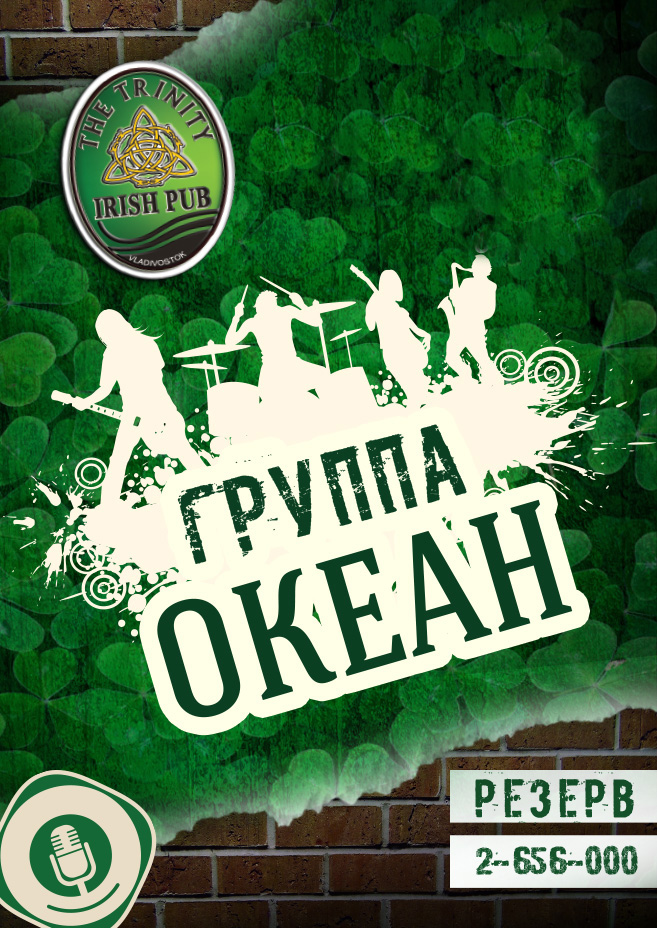 THE TRINITY
IRISH PUB
VLADIVOSTOK
ГРУППА
ОКЕАН
РЕЗЕРВ
2-656-000